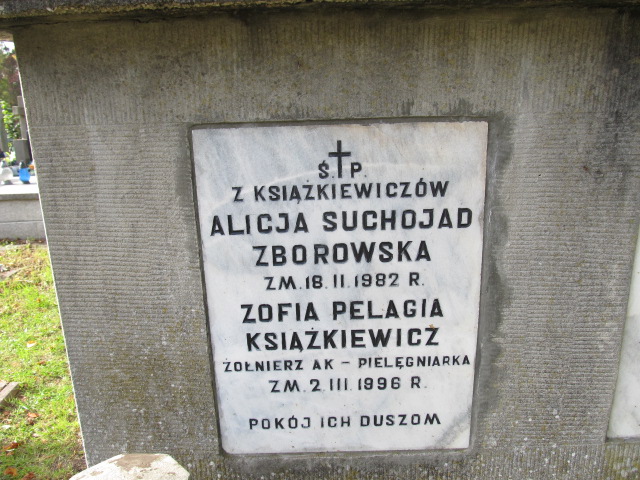 Ś. P.
Z KSIĄŻKIEWICZÓW
ALICJA SUCHOJAD
ZBOROWSKA
ZM. 18. II. 1982 R.
ZOFIA PELAGIA
KSIĄŻKIEWICZ
ŻOŁNIERZ AK - PIELĘGNIARKA
ZM. 2 III. 1996 R.
POKÓJ ICH DUSZOM